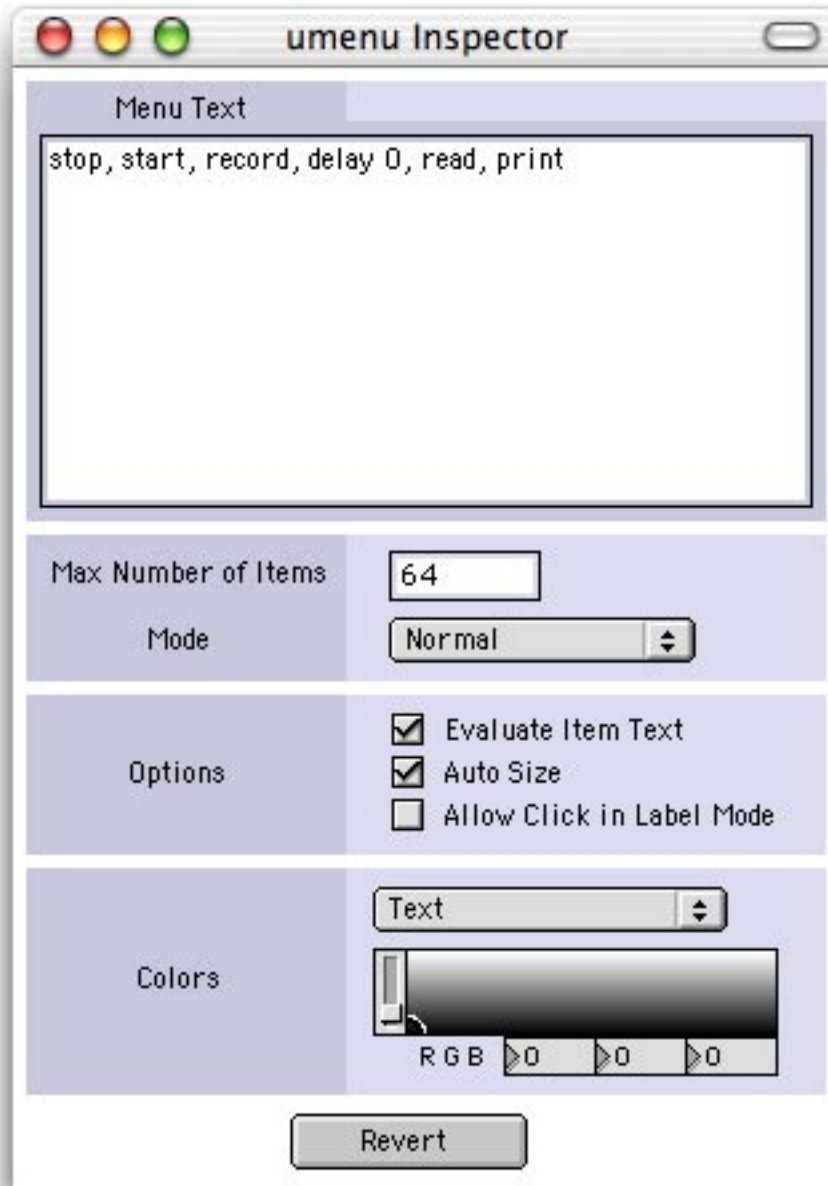 umenu Inspector
Menu Text
stop, start, record, delay 0, read, print
Max Number of Items 64
Mode Normal
Options
Evaluate Item Text
Auto Size
Allow Click in Label Mode
Text
Colors
R G B 0 0 0
Revert